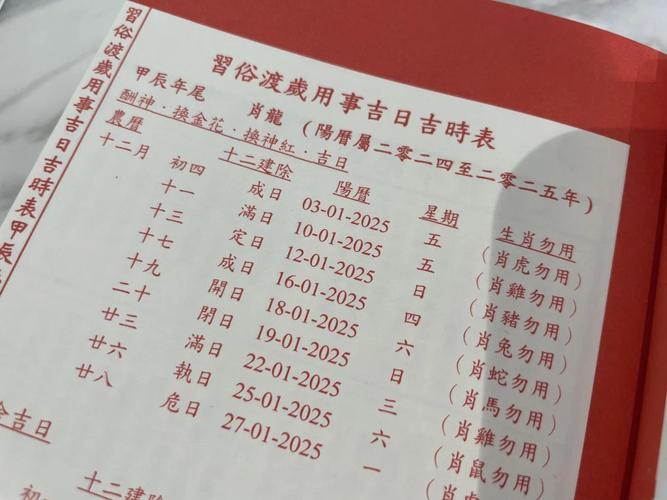 習俗渡歲用事吉日吉時表甲辰
習俗渡歲用事吉日吉時表
甲辰年尾 肖龍 (陽曆屬二零二四至二零二五年)
酬神·換金花·換神紅·吉日
農曆 十二建除 陽曆 星期 生肖勿用
十二月 初四 成日 03-01-2025 五 (肖虎勿用)
十一 滿日 10-01-2025 五 (肖雞勿用)
十三 定日 12-01-2025 日 (肖豬勿用)
十七 成日 16-01-2025 四 (肖兔勿用)
十九 開日 18-01-2025 六 (肖蛇勿用)
二十 閉日 19-01-2025 日 (肖馬勿用)
廿三 滿日 22-01-2025 三 (肖雞勿用)
廿六 執日 25-01-2025 六 (肖鼠勿用)
廿八 危日 27-01-2025 一 (肖虎
吉日
十二建除
初